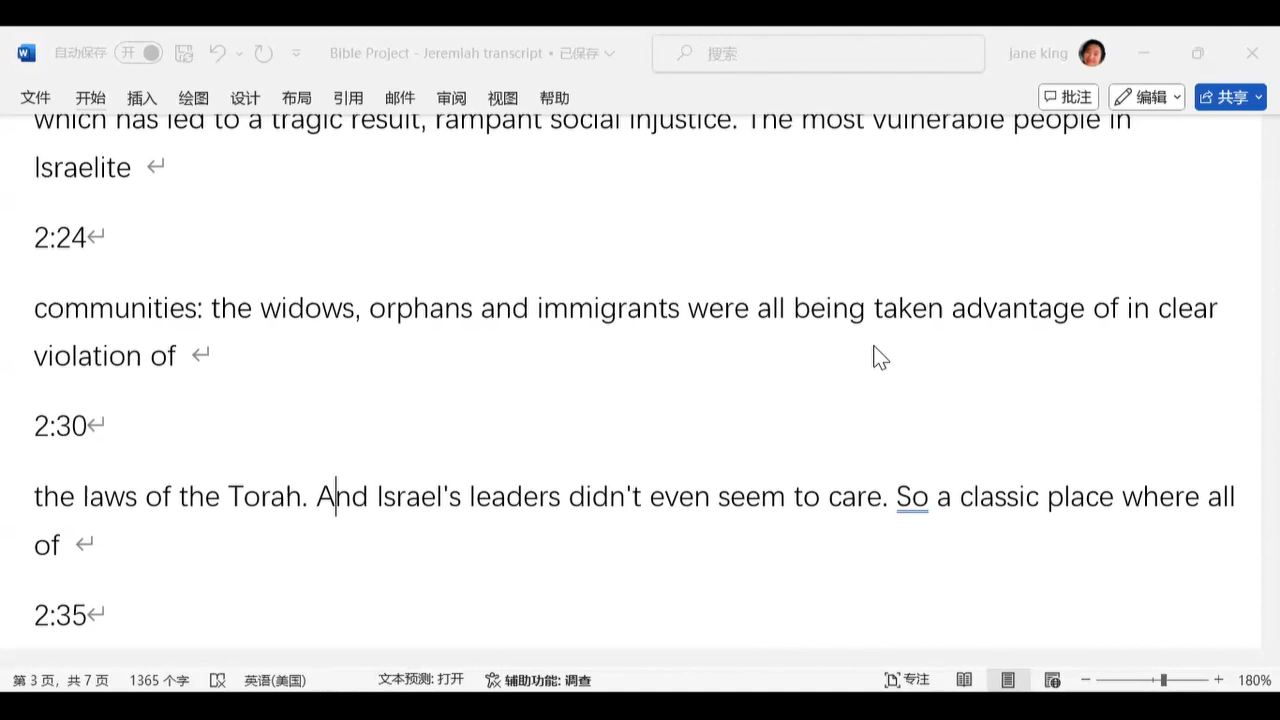 自动保存 开 Bible Project - Jeremiah transcript • 已保存 搜索 jane king
文件 开始 插入 绘图 设计 布局 引用 邮件 审阅 视图 帮助 批注 编辑 共享
which has led to a tragic result, rampant social injustice. The most vulnerable people in
Israelite ↵
2:24↵
communities: the widows, orphans and immigrants were all being taken advantage of in clear
violation of ↵
2:30↵
the laws of the Torah. And Israel's leaders didn't even seem to care. So a classic place where all
of ↵
2:35↵
第 3 页，共 7 页 1365 个字 英语(美国) 文本预测: 打开 辅助功能: 调查 专注 180%